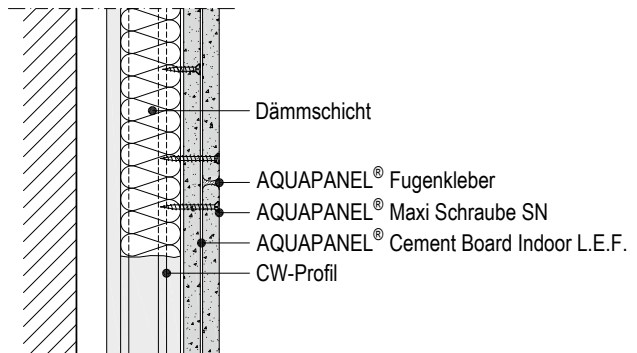 Dämmschicht
AQUAPANEL® Fugenkleber
AQUAPANEL® Maxi Schraube SN
AQUAPANEL® Cement Board Indoor L.E.F.
CW-Profil